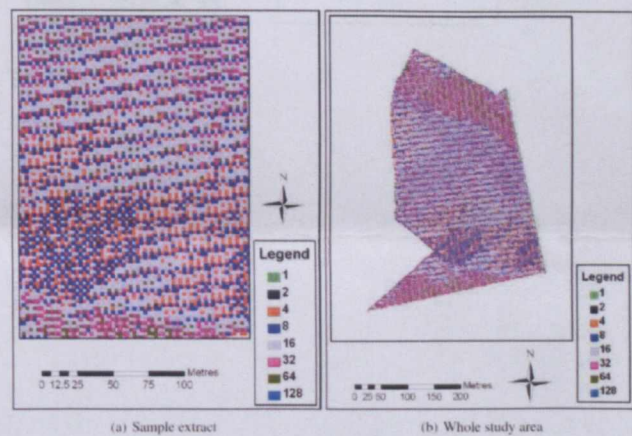 Z
Legend
1
2
4
8
16
32
64
128
Metres
0 12.5 25 50 75 100
(a) Sample extract
Legend
1
2
4
8
16
32
64
128
N
Metres
0 25 50 100 150 200
(b) Whole study area